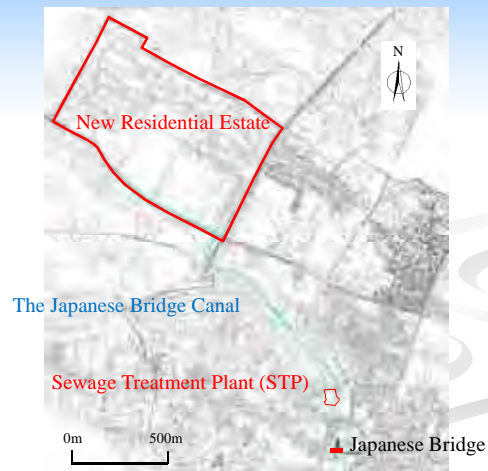 N
New Residential Estate
The Japanese Bridge Canal
Sewage Treatment Plant (STP)
0m 500m
Japanese Bridge